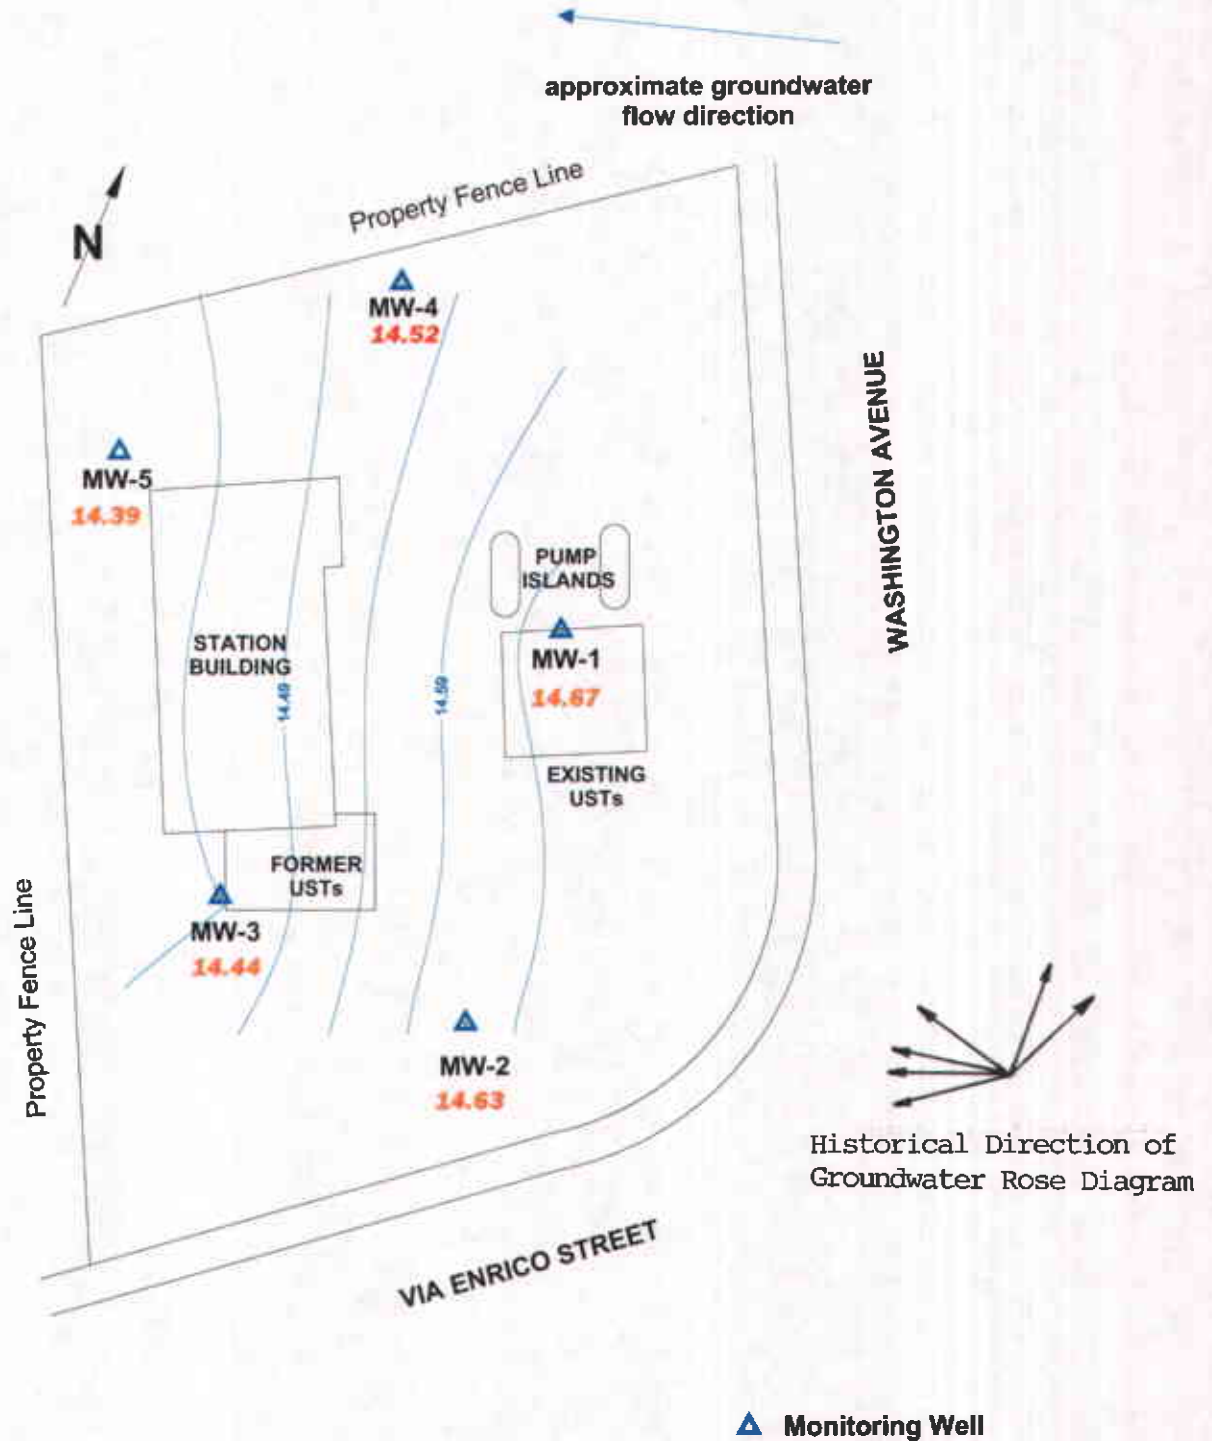 approximate groundwater
flow direction
Property Fence Line
N
MW-4
14.52
MW-5
14.39
WASHINGTON AVENUE
PUMP
ISLANDS
STATION
BUILDING
MW-1
14.67
14.49
14.59
EXISTING
USTs
FORMER
USTs
MW-3
14.44
Property Fence Line
MW-2
14.63
Historical Direction of
Groundwater Rose Diagram
VIA ENRICO STREET
Monitoring Well